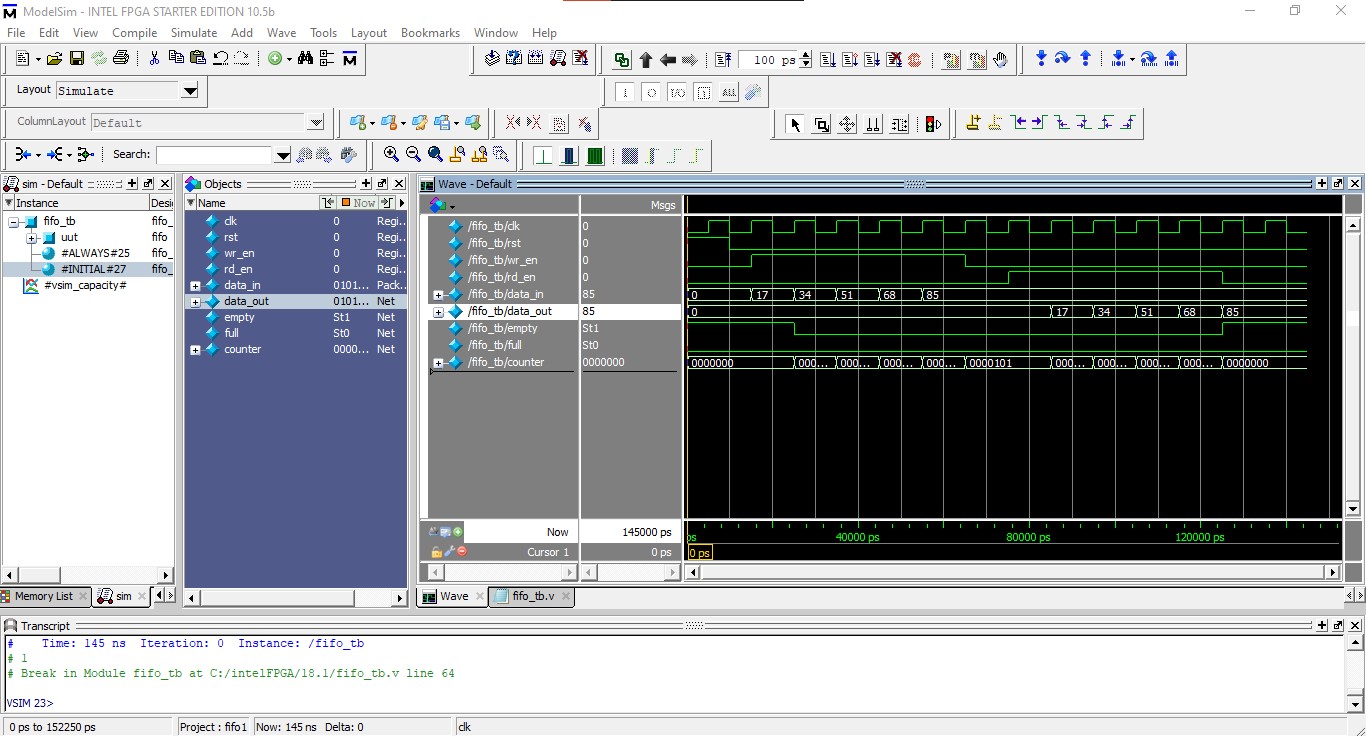 ModelSim - INTEL FPGA STARTER EDITION 10.5b
File Edit View Compile Simulate Add Wave Tools Layout Bookmarks Window Help
100 ps
Layout Simulate
ColumnLayout Default
Search:
sim - Default
Instance Desi
fifo_tb fifo_
uut fifo
#ALWAYS#25 fifo_
#INITIAL#27 fifo_
#vsim_capacity#
Objects
Name Now
clk 0 Regi...
rst 0 Regi...
wr_en 0 Regi...
rd_en 0 Regi...
data_in 0101... Pack...
data_out 0101... Net
empty St1 Net
full St0 Net
counter 0000... Net
Wave - Default
Msgs
/fifo_tb/clk 0
/fifo_tb/rst 0
/fifo_tb/wr_en 0
/fifo_tb/rd_en 0
/fifo_tb/data_in 85 0 17 34 51 68 85
/fifo_tb/data_out 85 0 17 34 51 68 85
/fifo_tb/empty St1
/fifo_tb/full St0
/fifo_tb/counter 0000000 0000000 000... 000... 000... 000... 0000101 000... 000... 000... 000... 0000000
Now 145000 ps ps 40000 ps 80000 ps 120000 ps
Cursor 1 0 ps 0 ps
Memory List sim
Wave fifo_tb.v
Transcript
# Time: 145 ns Iteration: 0 Instance: /fifo_tb
# 1
# Break in Module fifo_tb at C:/intelFPGA/18.1/fifo_tb.v line 64
VSIM 23>
0 ps to 152250 ps Project : fifo1 Now: 145 ns Delta: 0 clk